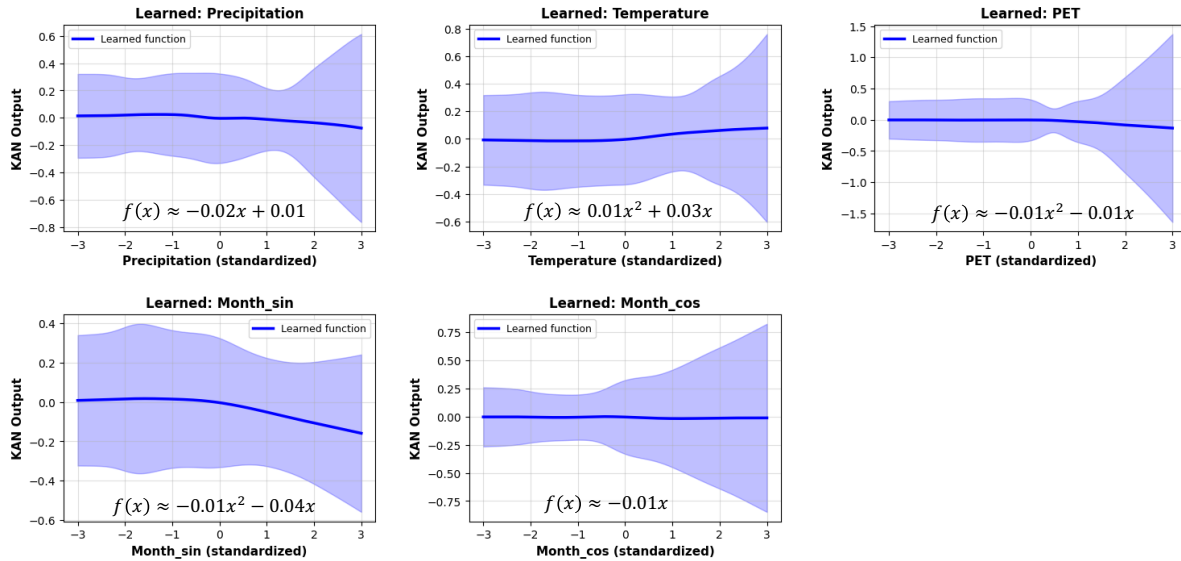 Learned: Precipitation
Learned function
KAN Output
0.6
0.4
0.2
0.0
−0.2
−0.4
−0.6
−0.8
f(x) ≈ −0.02x + 0.01
−3 −2 −1 0 1 2 3
Precipitation (standardized)
Learned: Temperature
Learned function
KAN Output
0.8
0.6
0.4
0.2
0.0
−0.2
−0.4
−0.6
f(x) ≈ 0.01x² + 0.03x
−3 −2 −1 0 1 2 3
Temperature (standardized)
Learned: PET
Learned function
KAN Output
1.5
1.0
0.5
0.0
−0.5
−1.0
−1.5
f(x) ≈ −0.01x² − 0.01x
−3 −2 −1 0 1 2 3
PET (standardized)
Learned: Month_sin
Learned function
KAN Output
0.4
0.2
0.0
−0.2
−0.4
−0.6
f(x) ≈ −0.01x² − 0.04x
−3 −2 −1 0 1 2 3
Month_sin (standardized)
Learned: Month_cos
Learned function
KAN Output
0.75
0.50
0.25
0.00
−0.25
−0.50
−0.75
f(x) ≈ −0.01x
−3 −2 −1 0 1 2 3
Month_cos (standardized)